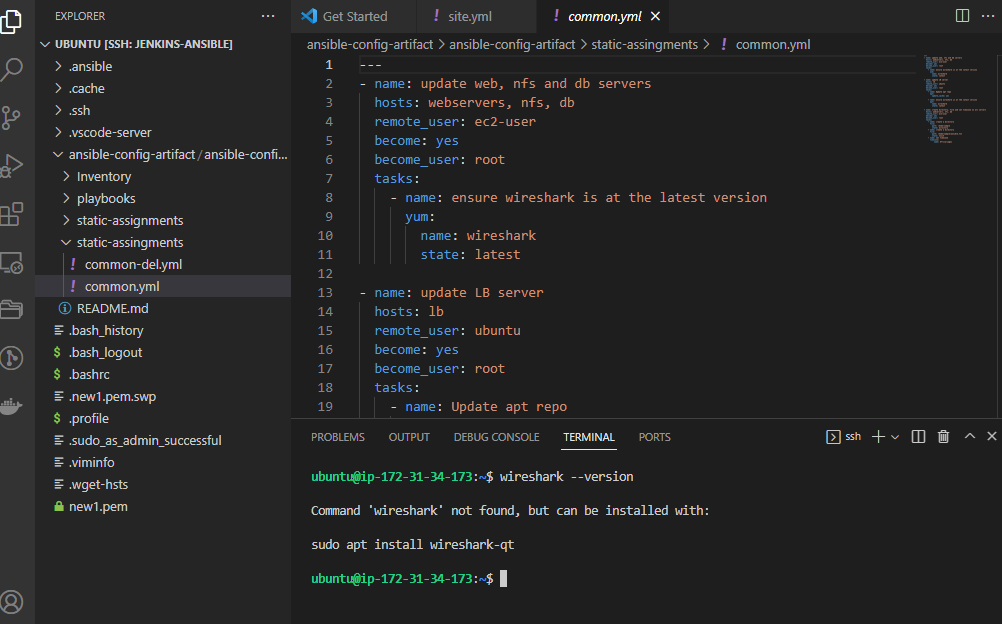 EXPLORER
UBUNTU [SSH: JENKINS-ANSIBLE]
.ansible
.cache
.ssh
.vscode-server
ansible-config-artifact / ansible-confi...
Inventory
playbooks
static-assignments
static-assingments
! common-del.yml
! common.yml
README.md
.bash_history
$ .bash_logout
$ .bashrc
.new1.pem.swp
$ .profile
.sudo_as_admin_successful
.viminfo
.wget-hsts
new1.pem
Get Started
! site.yml
! common.yml
ansible-config-artifact > ansible-config-artifact > static-assingments > ! common.yml
1 ---
2 - name: update web, nfs and db servers
3 hosts: webservers, nfs, db
4 remote_user: ec2-user
5 become: yes
6 become_user: root
7 tasks:
8 - name: ensure wireshark is at the latest version
9 yum:
10 name: wireshark
11 state: latest
12
13 - name: update LB server
14 hosts: lb
15 remote_user: ubuntu
16 become: yes
17 become_user: root
18 tasks:
19 - name: Update apt repo
PROBLEMS OUTPUT DEBUG CONSOLE TERMINAL PORTS
ssh
ubuntu@ip-172-31-34-173:~$ wireshark --version
Command 'wireshark' not found, but can be installed with:
sudo apt install wireshark-qt
ubuntu@ip-172-31-34-173:~$